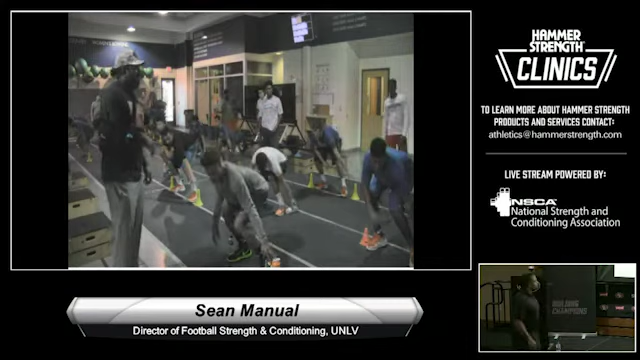 HAMMER
STRENGTH
CLINICS
TO LEARN MORE ABOUT HAMMER STRENGTH
PRODUCTS AND SERVICES CONTACT:
athletics@hammerstrength.com
LIVE STREAM POWERED BY:
NSCA
National Strength and
Conditioning Association
BUILDING
CHAMPIONS
Sean Manual
Director of Football Strength & Conditioning, UNLV